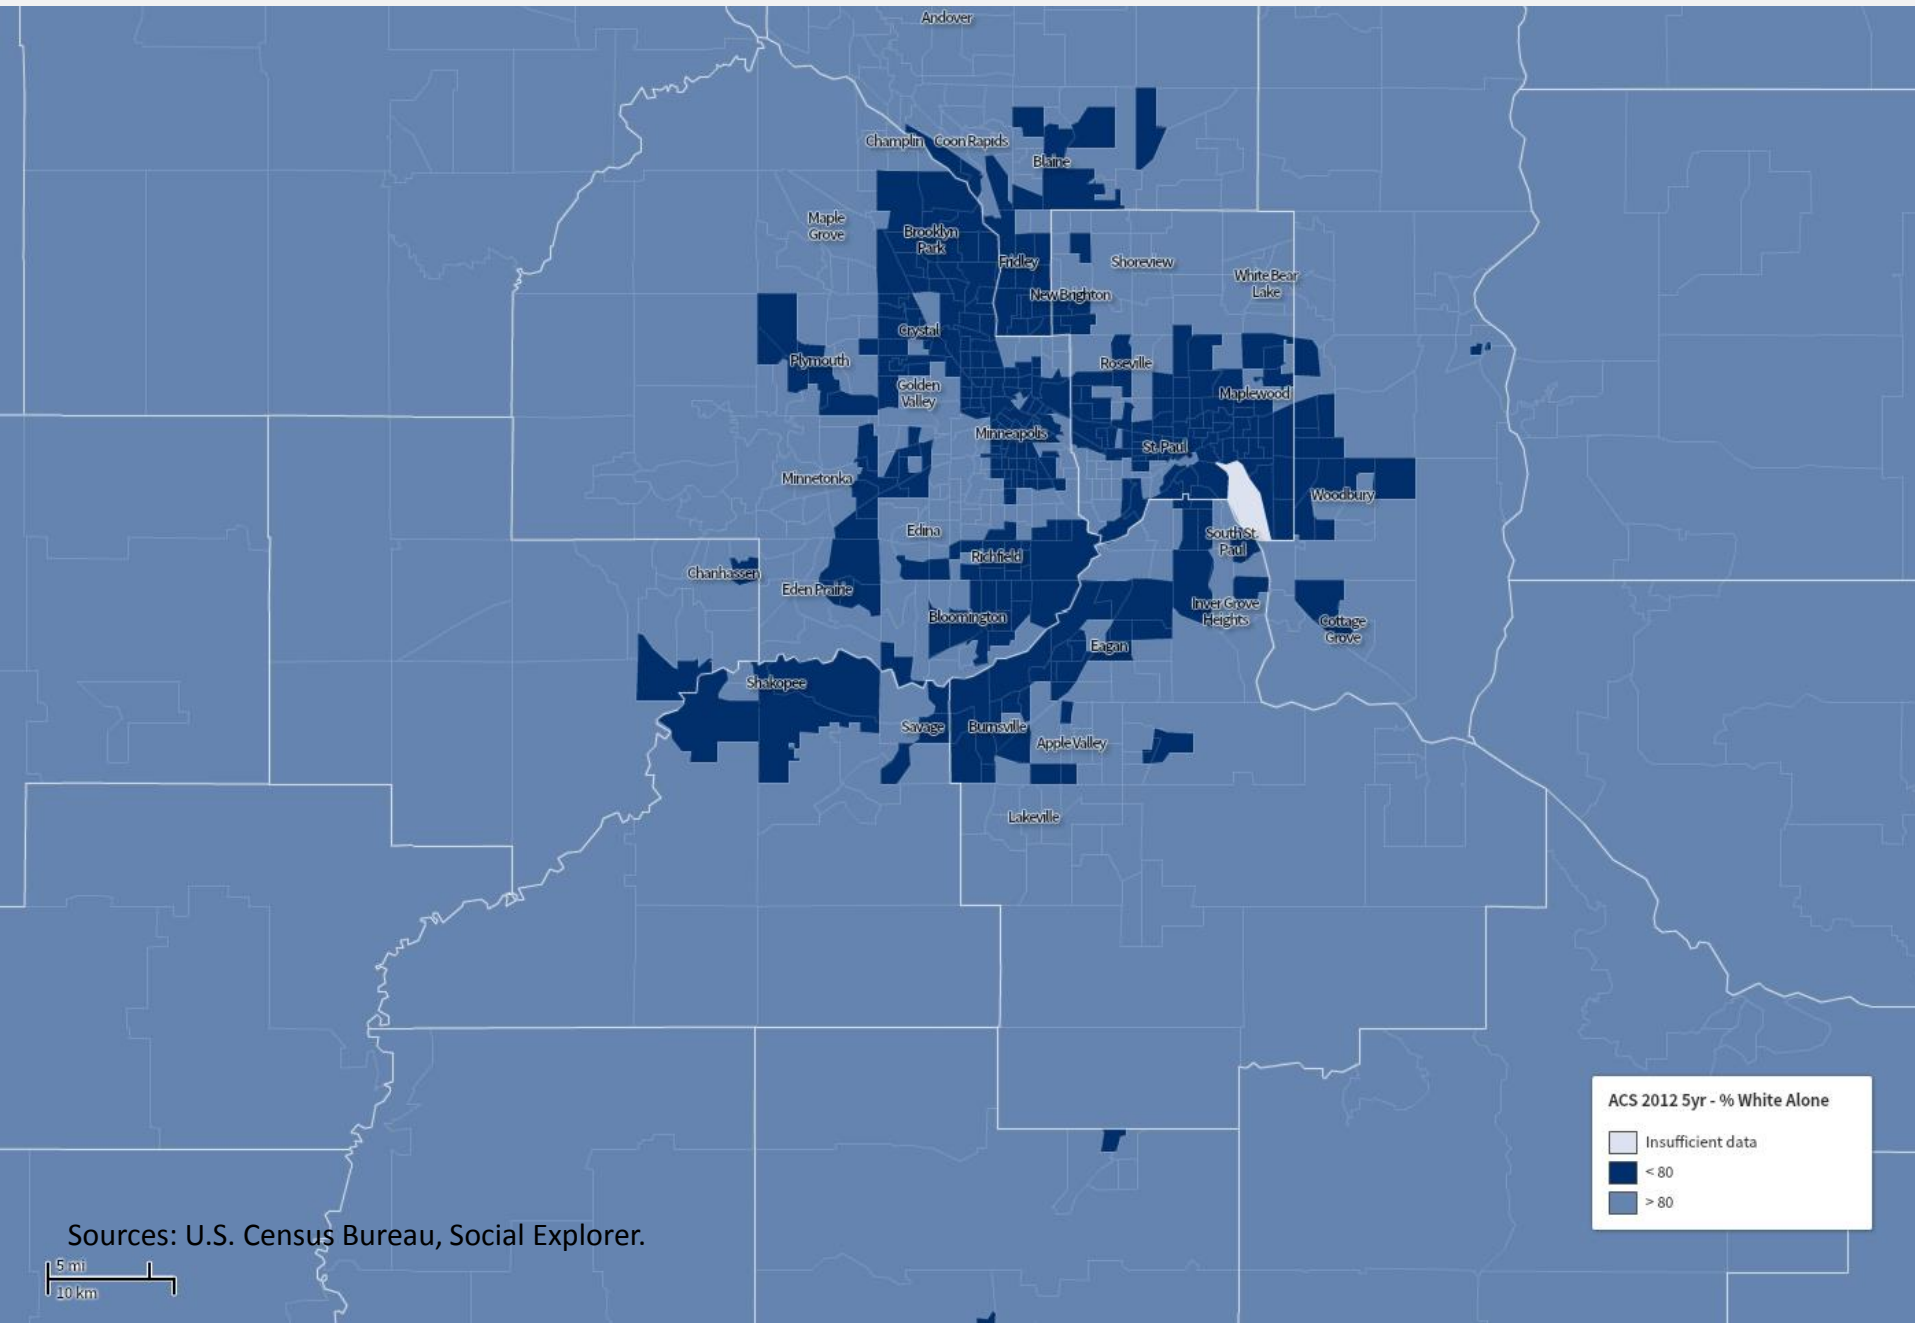 Andover
Champlin
Coon Rapids
Blaine
Maple
Grove
Brooklyn
Park
Fridley
Shoreview
White Bear
Lake
New Brighton
Crystal
Plymouth
Roseville
Golden
Valley
Maplewood
Minneapolis
St. Paul
Minnetonka
Woodbury
Edina
South St.
Paul
Richfield
Chanhassen
Eden Prairie
Inver Grove
Heights
Bloomington
Cottage
Grove
Eagan
Shakopee
Savage
Burnsville
Apple Valley
Lakeville
ACS 2012 5yr - % White Alone
Insufficient data
< 80
> 80
Sources: U.S. Census Bureau, Social Explorer.
5 mi
10 km